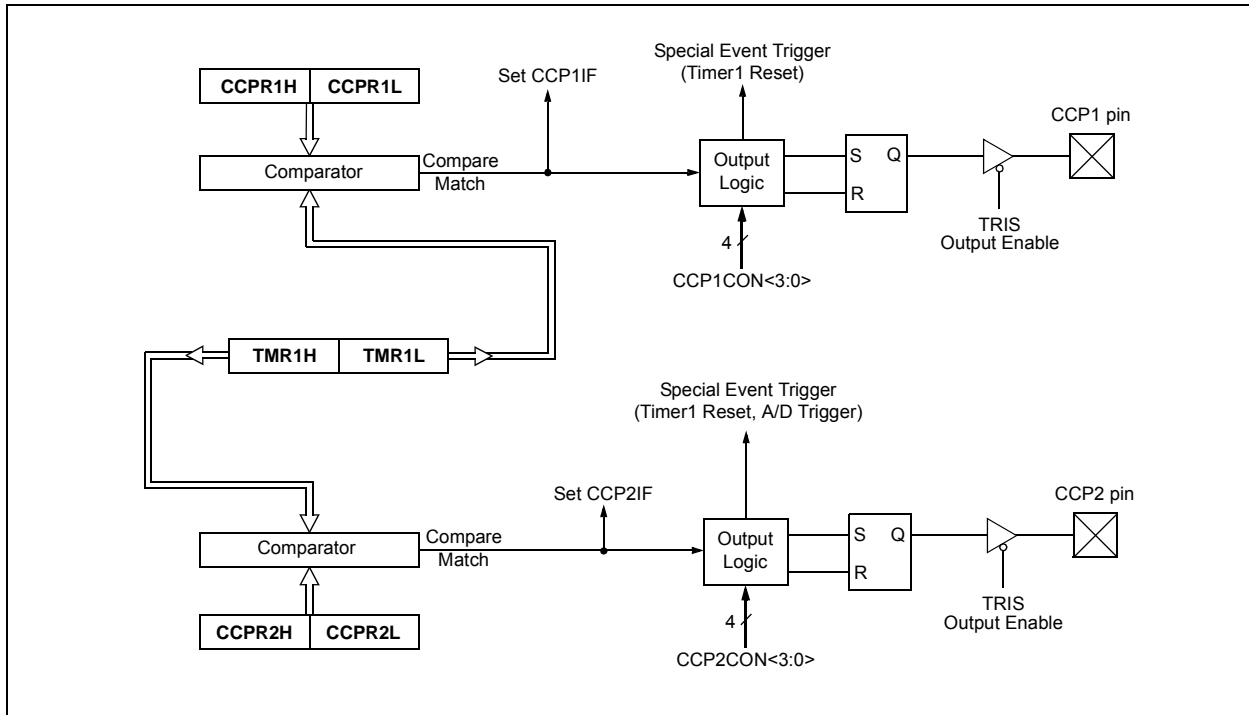 CCPR1H CCPR1L
Set CCP1IF
Special Event Trigger
(Timer1 Reset)
CCP1 pin
Comparator
Compare
Match
Output
Logic
S Q
R
TRIS
Output Enable
4
CCP1CON<3:0>
TMR1H TMR1L
Special Event Trigger
(Timer1 Reset, A/D Trigger)
Set CCP2IF
CCP2 pin
Comparator
Compare
Match
Output
Logic
S Q
R
TRIS
Output Enable
4
CCPR2H CCPR2L
CCP2CON<3:0>